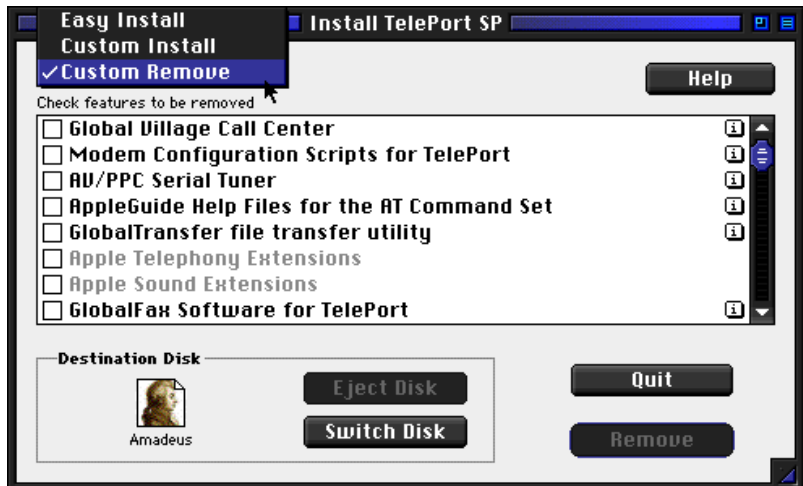 Easy Install
Install TelePort SP
Custom Install
✓Custom Remove
Help
Check features to be removed
Global Village Call Center
Modem Configuration Scripts for TelePort
AV/PPC Serial Tuner
AppleGuide Help Files for the AT Command Set
GlobalTransfer file transfer utility
Apple Telephony Extensions
Apple Sound Extensions
GlobalFax Software for TelePort
Destination Disk
Eject Disk
Quit
Amadeus
Switch Disk
Remove